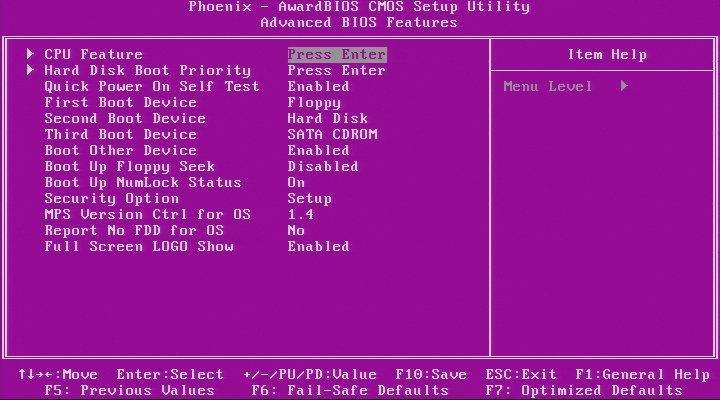 Phoenix - AwardBIOS CMOS Setup Utility
Advanced BIOS Features
CPU Feature Press Enter
Item Help
Hard Disk Boot Priority Press Enter
Quick Power On Self Test Enabled
Menu Level
First Boot Device Floppy
Second Boot Device Hard Disk
Third Boot Device SATA CDROM
Boot Other Device Enabled
Boot Up Floppy Seek Disabled
Boot Up NumLock Status On
Security Option Setup
MPS Version Ctrl for OS 1.4
Report No FDD for OS No
Full Screen LOGO Show Enabled
↑↓→←:Move Enter:Select +/-/PU/PD:Value F10:Save ESC:Exit F1:General Help
F5: Previous Values F6: Fail-Safe Defaults F7: Optimized Defaults